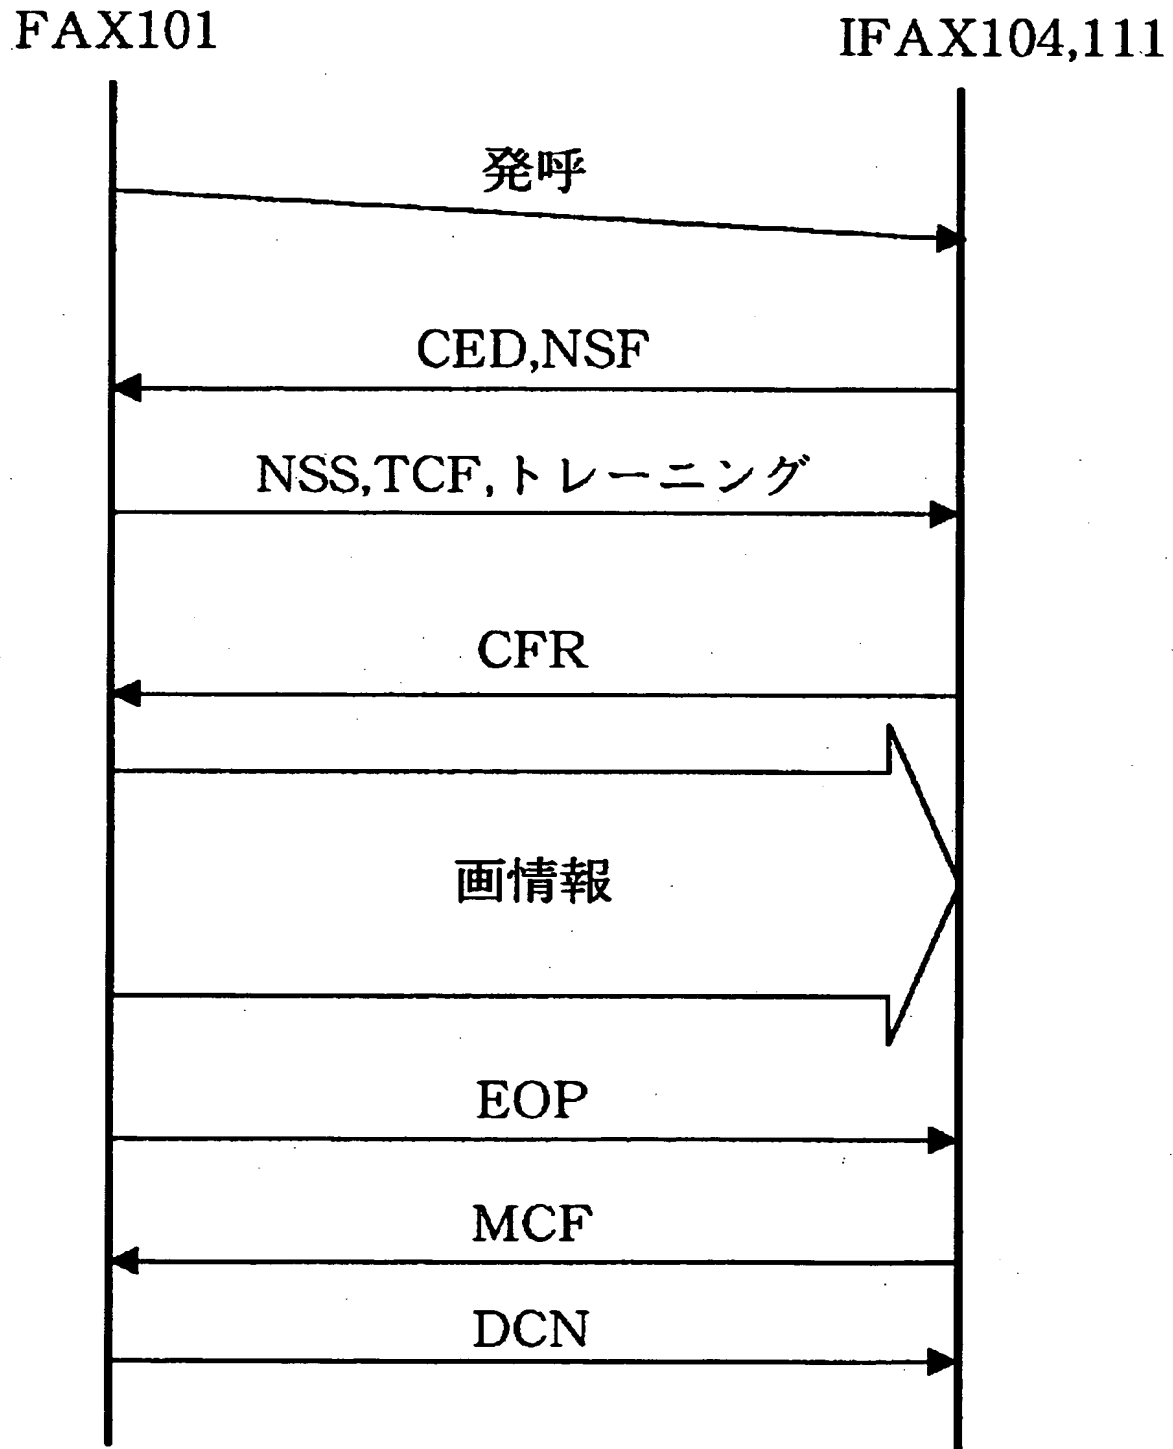 FAX101
IFAX104,111
発呼
CED,NSF
NSS,TCF,トレーニング
CFR
画情報
EOP
MCF
DCN